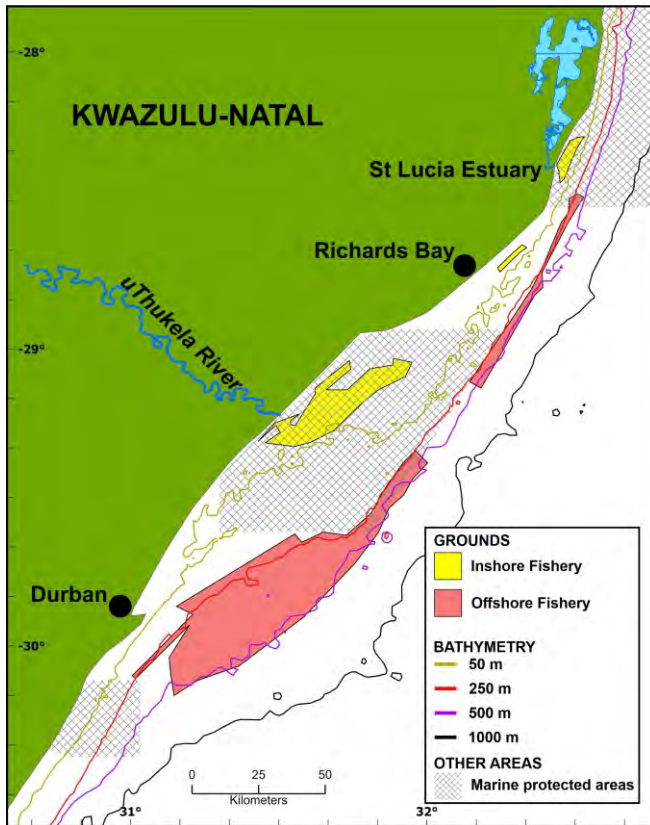 -28°
KWAZULU-NATAL
St Lucia Estuary
Richards Bay
uThukela River
-29°
GROUNDS
Inshore Fishery
Offshore Fishery
Durban
-30°
BATHYMETRY
50 m
250 m
500 m
1000 m
OTHER AREAS
Marine protected areas
0 25 50
Kilometers
31° 32°